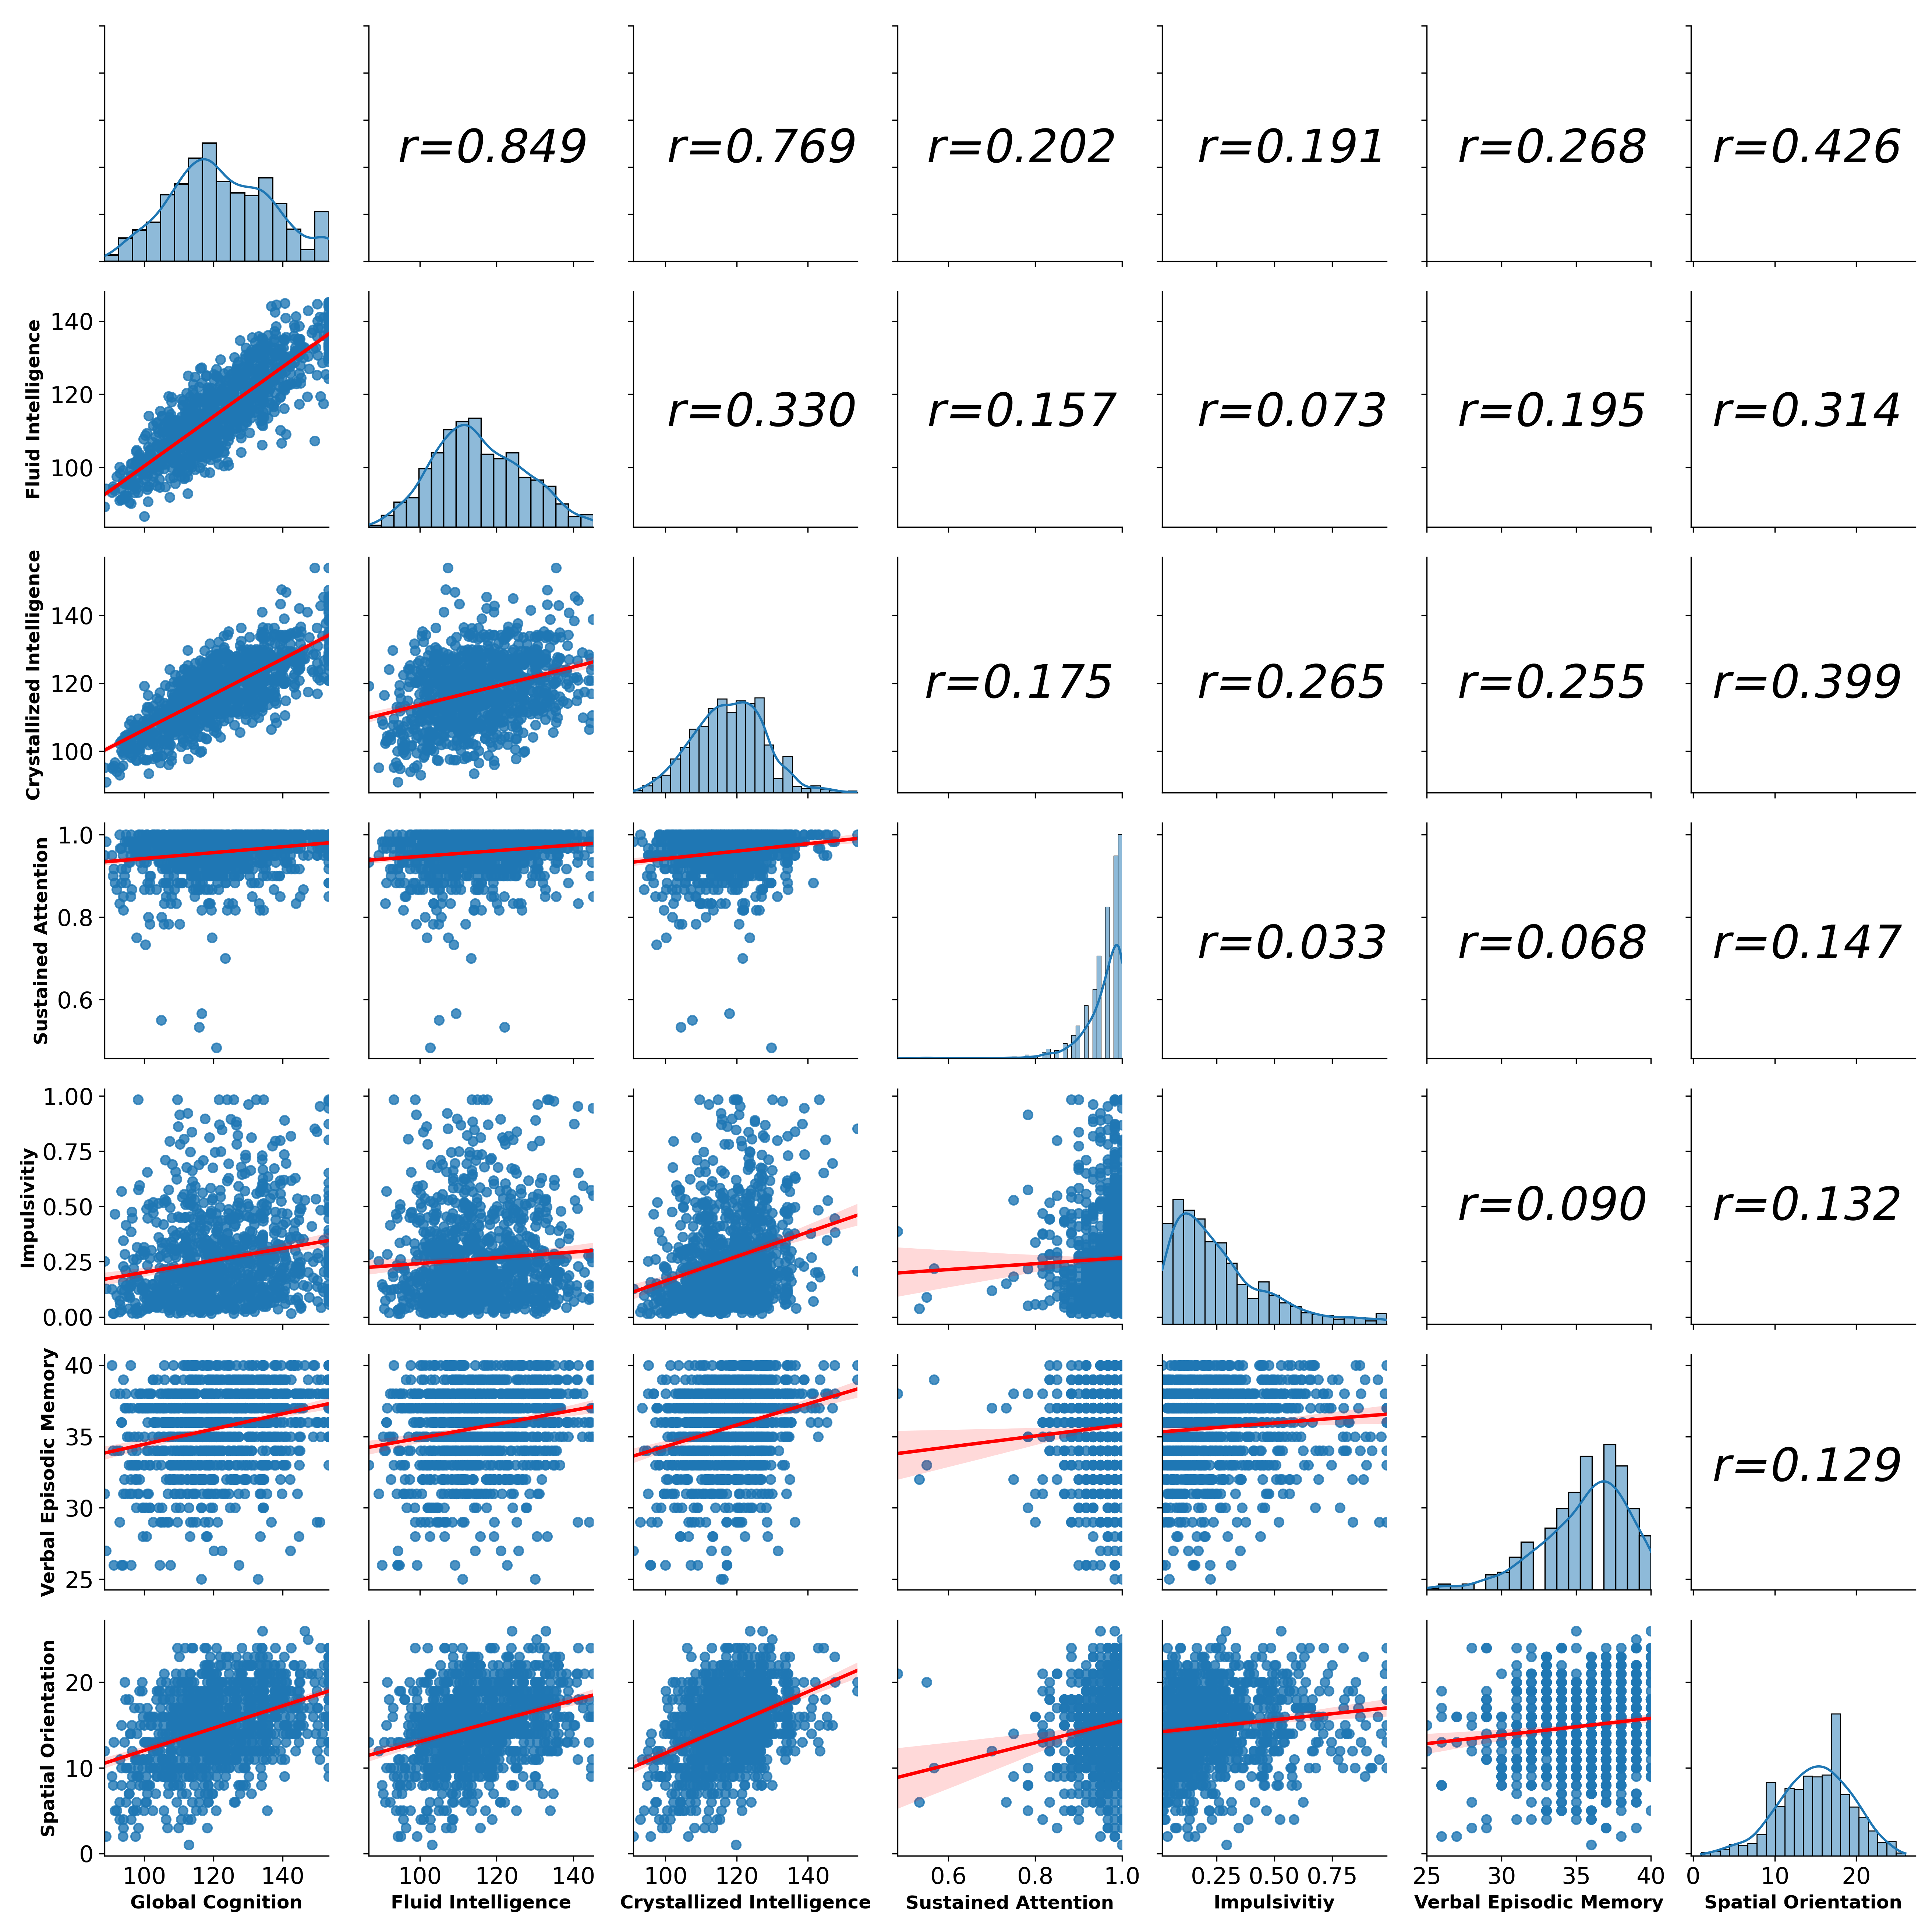 r=0.849 r=0.769 r=0.202 r=0.191 r=0.268 r=0.426
Fluid Intelligence
140
120
100
r=0.330 r=0.157 r=0.073 r=0.195 r=0.314
Crystallized Intelligence
140
120
100
r=0.175 r=0.265 r=0.255 r=0.399
Sustained Attention
1.0
0.8
0.6
r=0.033 r=0.068 r=0.147
Impulsivitiy
1.00
0.75
0.50
0.25
0.00
r=0.090 r=0.132
Verbal Episodic Memory
40
35
30
25
r=0.129
Spatial Orientation
20
10
0
100 120 140 100 120 140 100 120 140 0.6 0.8 1.0 0.25 0.50 0.75 25 30 35 40 0 10 20
Global Cognition Fluid Intelligence Crystallized Intelligence Sustained Attention Impulsivitiy Verbal Episodic Memory Spatial Orientation